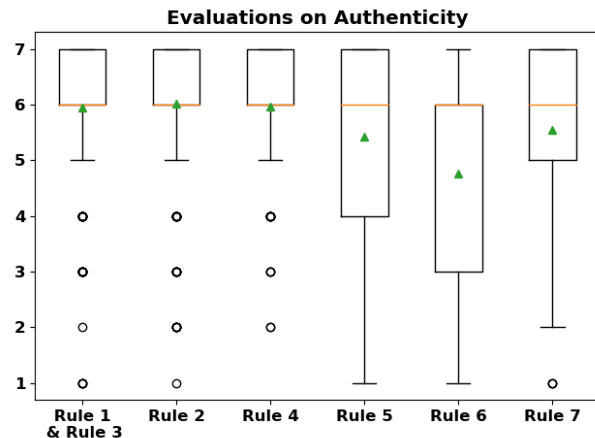 Evaluations on Authenticity
7
6
5
4
3
2
1
Rule 1
& Rule 3
Rule 2
Rule 4
Rule 5
Rule 6
Rule 7